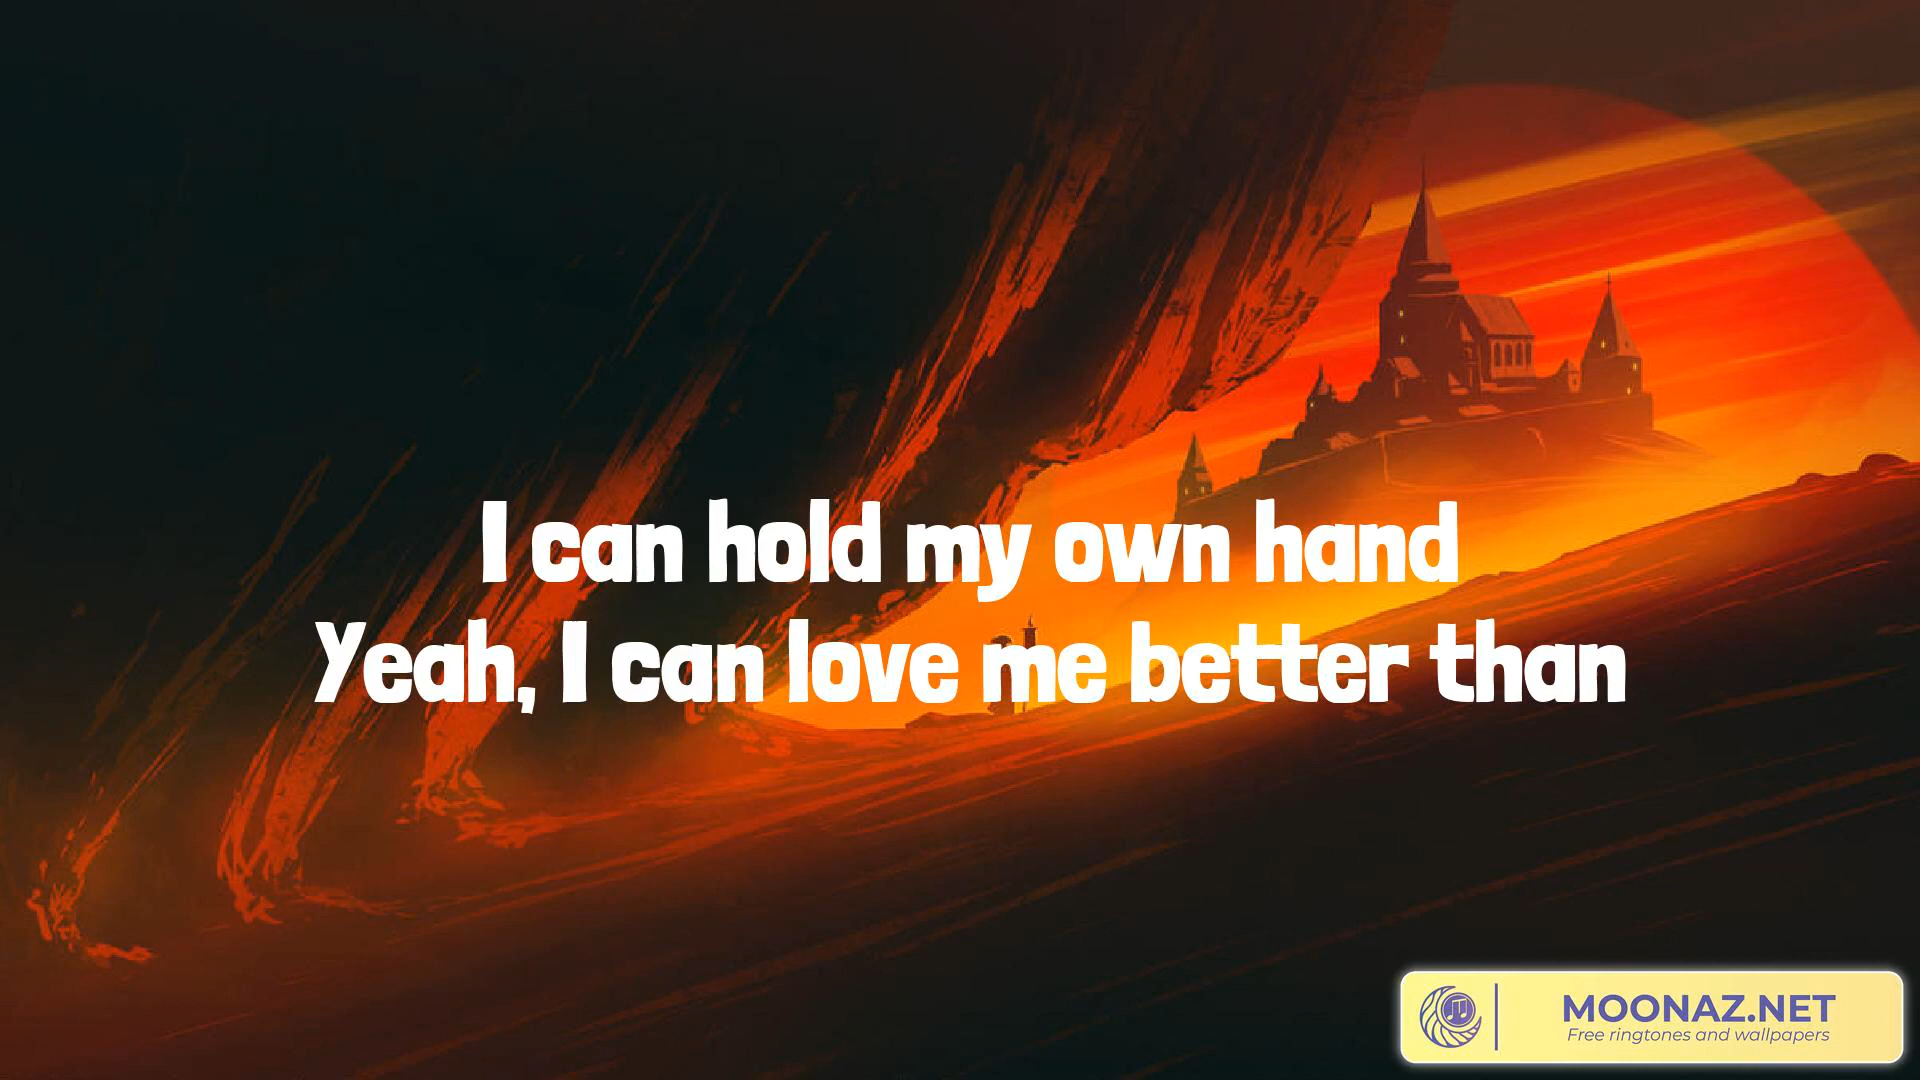 I can hold my own hand
Yeah, I can love me better than
MOONAZ.NET
Free ringtones and wallpapers